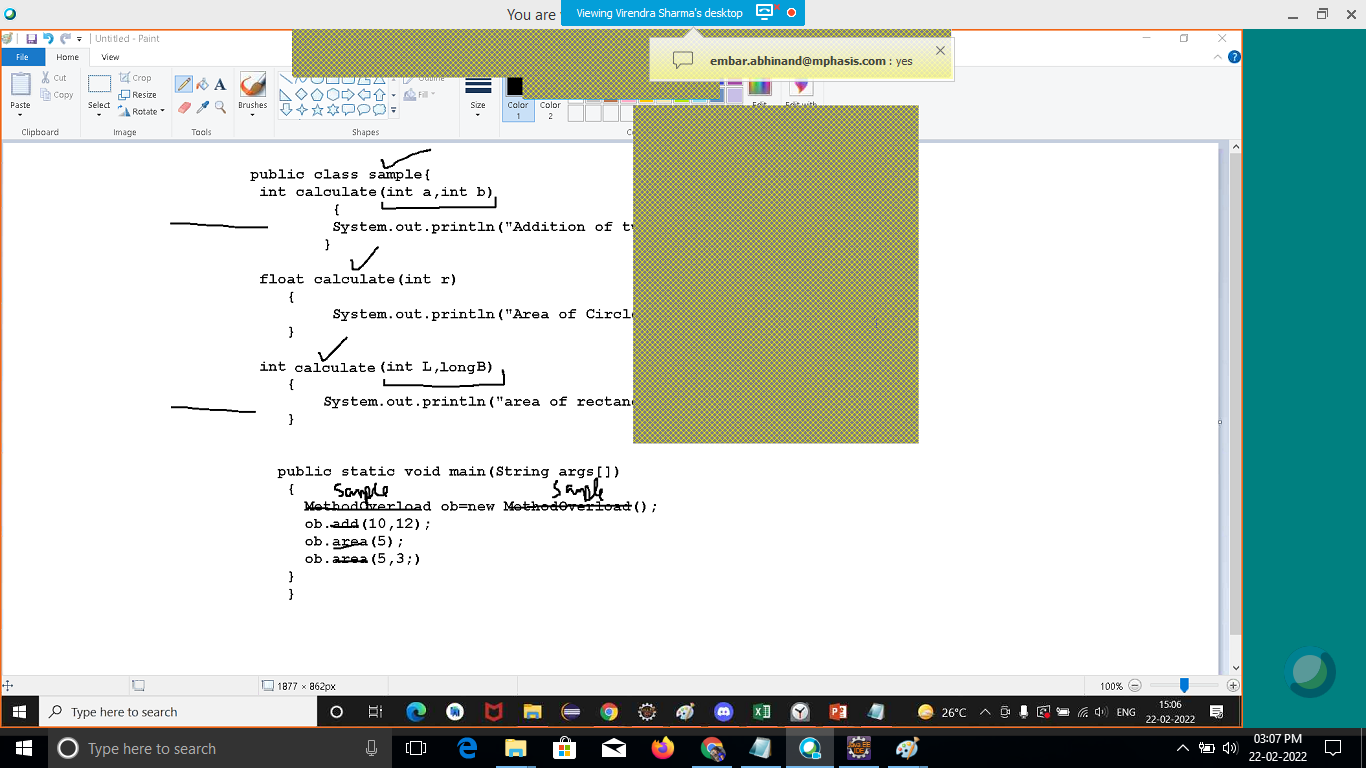 You are
Viewing Virendra Sharma's desktop
Untitled - Paint
embar.abhinand@mphasis.com : yes
File Home View
Paste
Cut
Copy
Clipboard
Select
Crop
Resize
Rotate
Image
Tools
Brushes
Outline
Fill
Shapes
Size
Color 1
Color 2
Edit
Edit with
public class sample{
int calculate(int a,int b)
{
System.out.println("Addition of tw
}
float calculate(int r)
{
System.out.println("Area of Circle
}
int calculate(int L,longB)
{
System.out.println("area of rectang
}
public static void main(String args[])
{
Sample Sample
MethodOverload ob=new MethodOverload();
ob.add(10,12);
ob.area(5);
ob.area(5,3;)
}
}
1877 × 862px
100%
Type here to search
26°C
ENG
15:06
22-02-2022
Type here to search
03:07 PM
22-02-2022